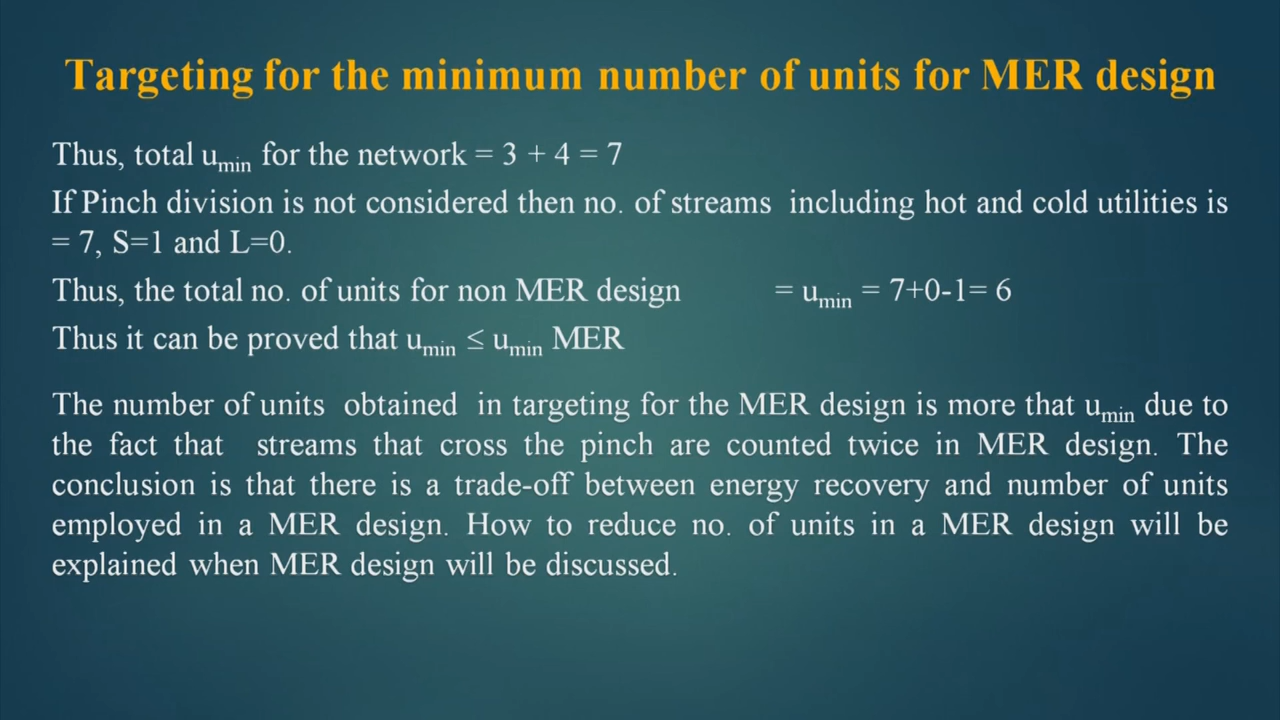 Targeting for the minimum number of units for MER design
Thus, total umin for the network = 3 + 4 = 7
If Pinch division is not considered then no. of streams including hot and cold utilities is
= 7, S=1 and L=0.
Thus, the total no. of units for non MER design = umin = 7+0-1= 6
Thus it can be proved that umin ≤ umin MER
The number of units obtained in targeting for the MER design is more that umin due to
the fact that streams that cross the pinch are counted twice in MER design. The
conclusion is that there is a trade-off between energy recovery and number of units
employed in a MER design. How to reduce no. of units in a MER design will be
explained when MER design will be discussed.